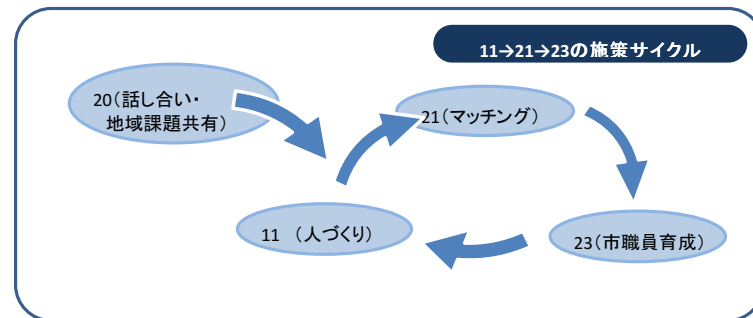 11→21→23の施策サイクル
20(話し合い・
地域課題共有)
21(マッチング)
11　(人づくり)
23(市職員育成)